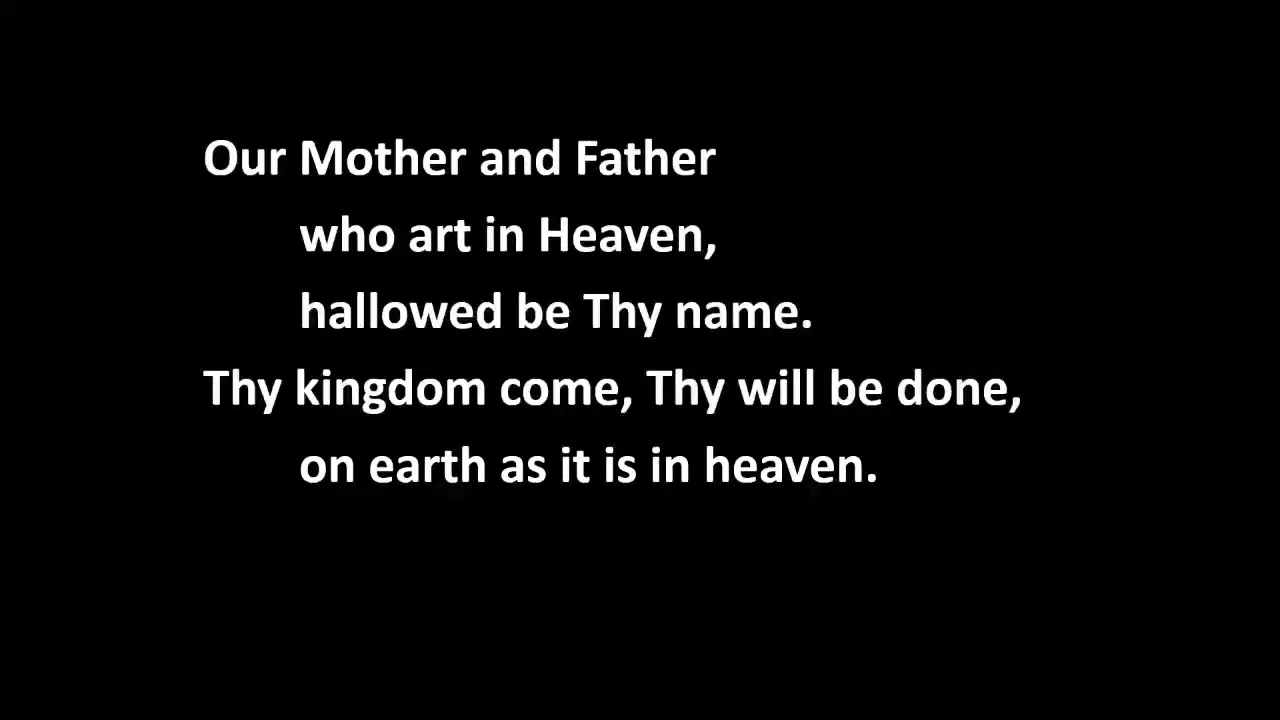 Our Mother and Father
who art in Heaven,
hallowed be Thy name.
Thy kingdom come, Thy will be done,
on earth as it is in heaven.